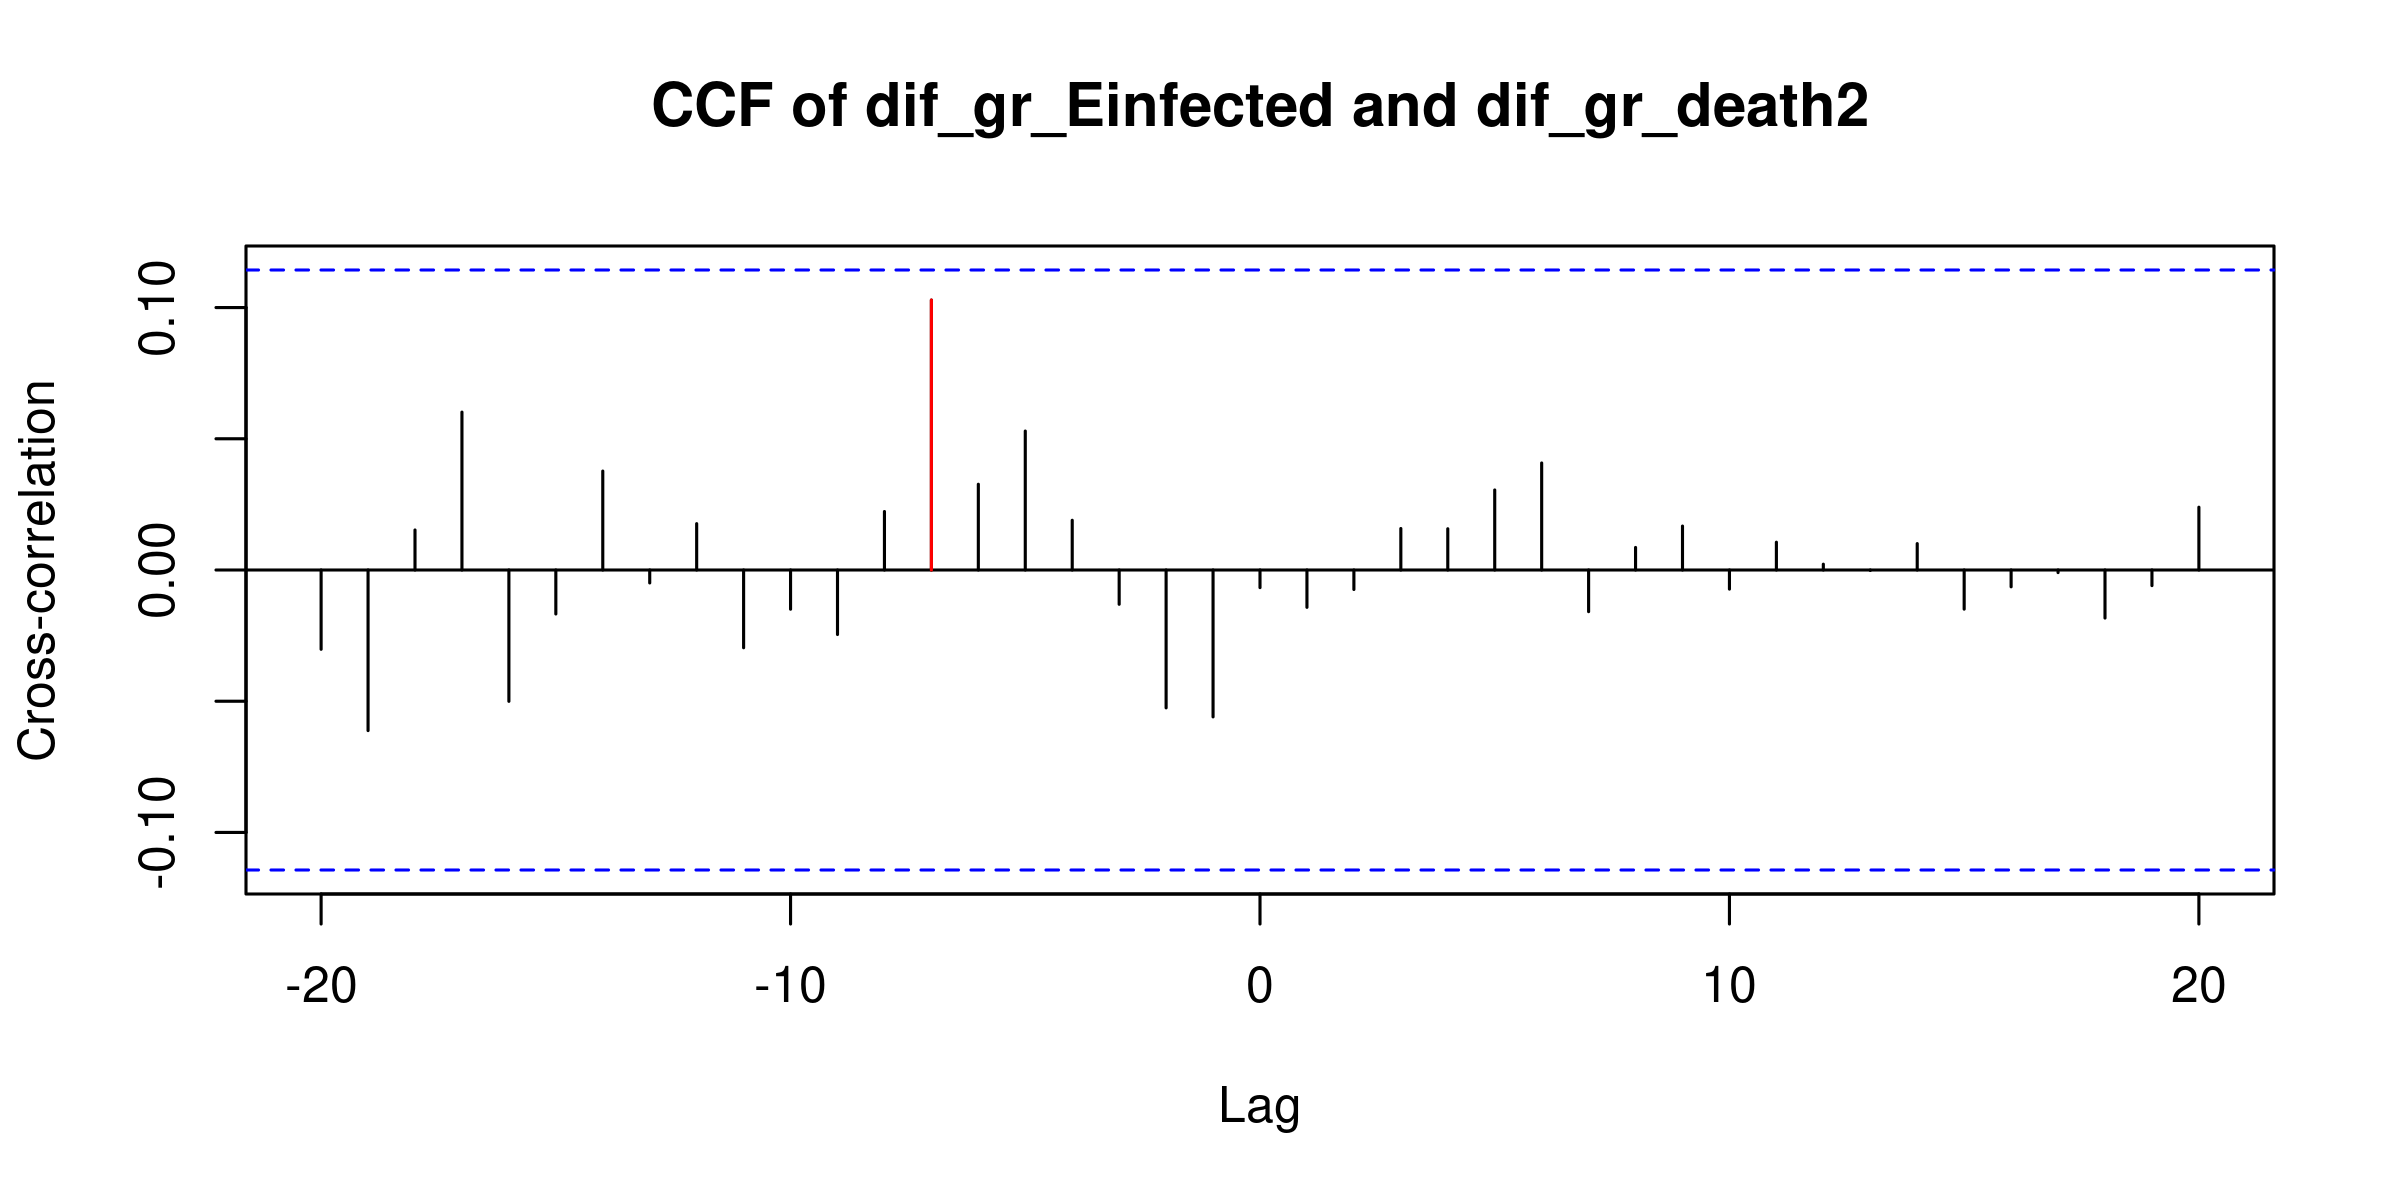 CCF of dif_gr_Einfected and dif_gr_death2
Cross-correlation
0.10
0.00
-0.10
-20 -10 0 10 20
Lag